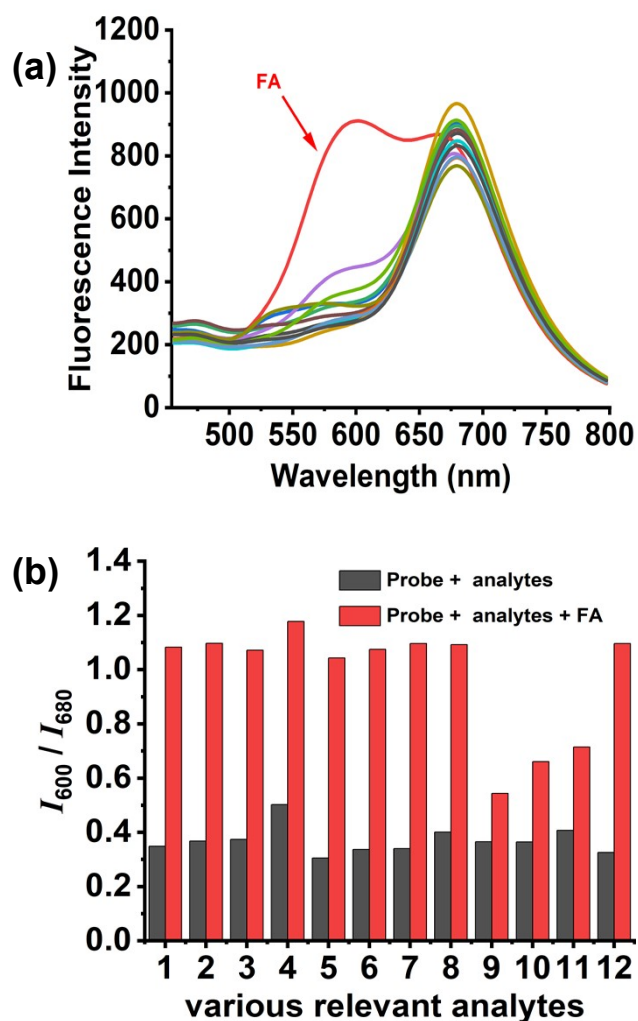 (a)
1200
1000
800
600
400
200
0
Fluorescence Intensity
FA
500 550 600 650 700 750 800
Wavelength (nm)
(b)
1.4
1.2
1.0
0.8
0.6
0.4
0.2
0.0
I600 / I680
Probe + analytes
Probe + analytes + FA
1 2 3 4 5 6 7 8 9 10 11 12
various relevant analytes